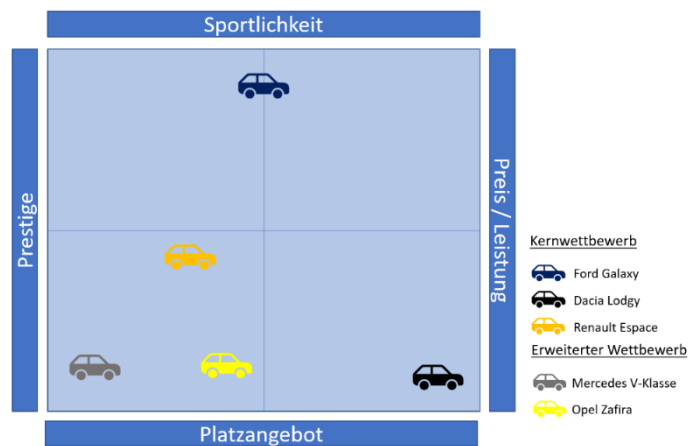 Sportlichkeit
Prestige
Preis / Leistung
Platzangebot
Kernwettbewerb
Ford Galaxy
Dacia Lodgy
Renault Espace
Erweiterter Wettbewerb
Mercedes V-Klasse
Opel Zafira